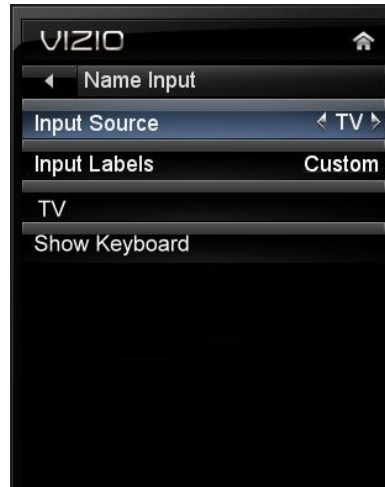 VIZIO
Name Input
Input Source TV
Input Labels Custom
TV
Show Keyboard